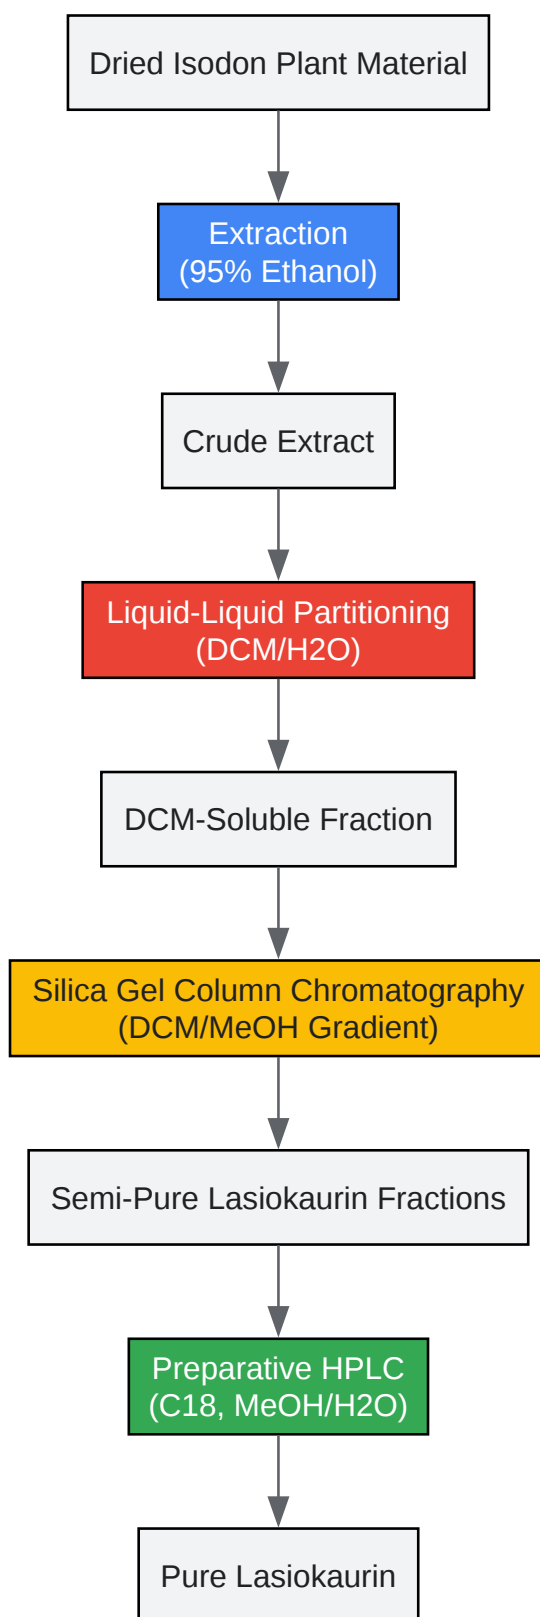 Dried Isodon Plant Material
Extraction
(95% Ethanol)
Crude Extract
Liquid-Liquid Partitioning
(DCM/H2O)
DCM-Soluble Fraction
Silica Gel Column Chromatography
(DCM/MeOH Gradient)
Semi-Pure Lasiokaurin Fractions
Preparative HPLC
(C18, MeOH/H2O)
Pure Lasiokaurin